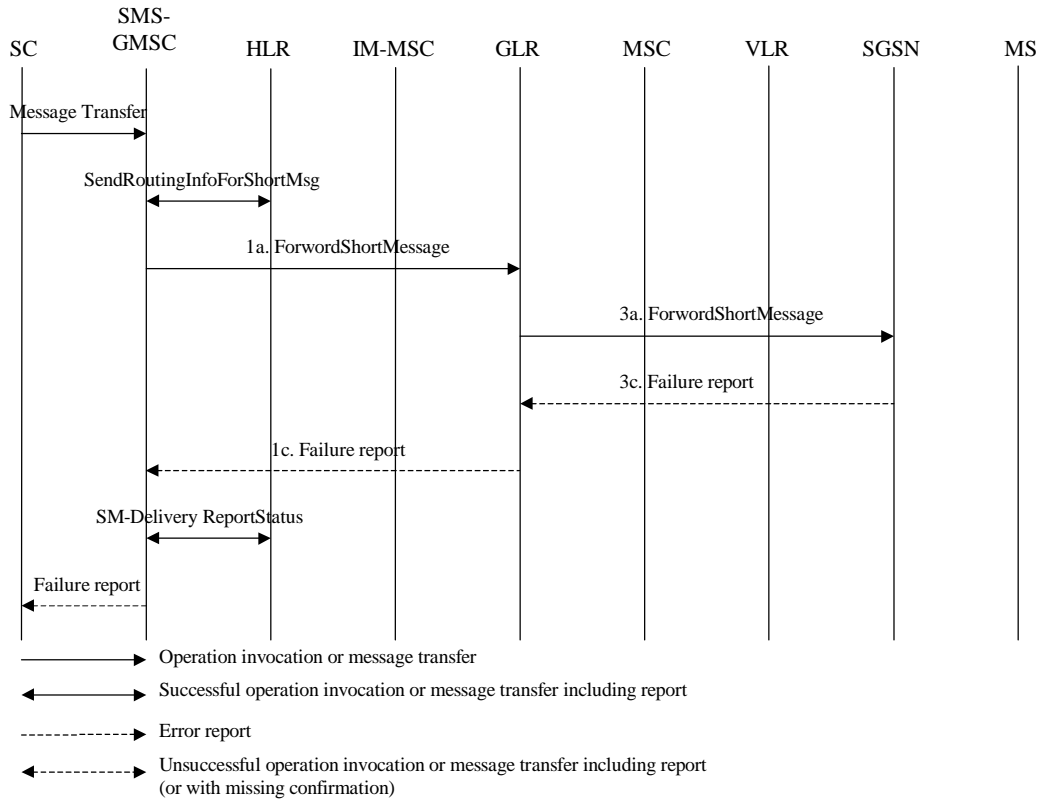 SMS-
SC GMSC HLR IM-MSC GLR MSC VLR SGSN MS
Message Transfer
SendRoutingInfoForShortMsg
1a. ForwordShortMessage
3a. ForwordShortMessage
3c. Failure report
1c. Failure report
SM-Delivery ReportStatus
Failure report
Operation invocation or message transfer
Successful operation invocation or message transfer including report
Error report
Unsuccessful operation invocation or message transfer including report
(or with missing confirmation)